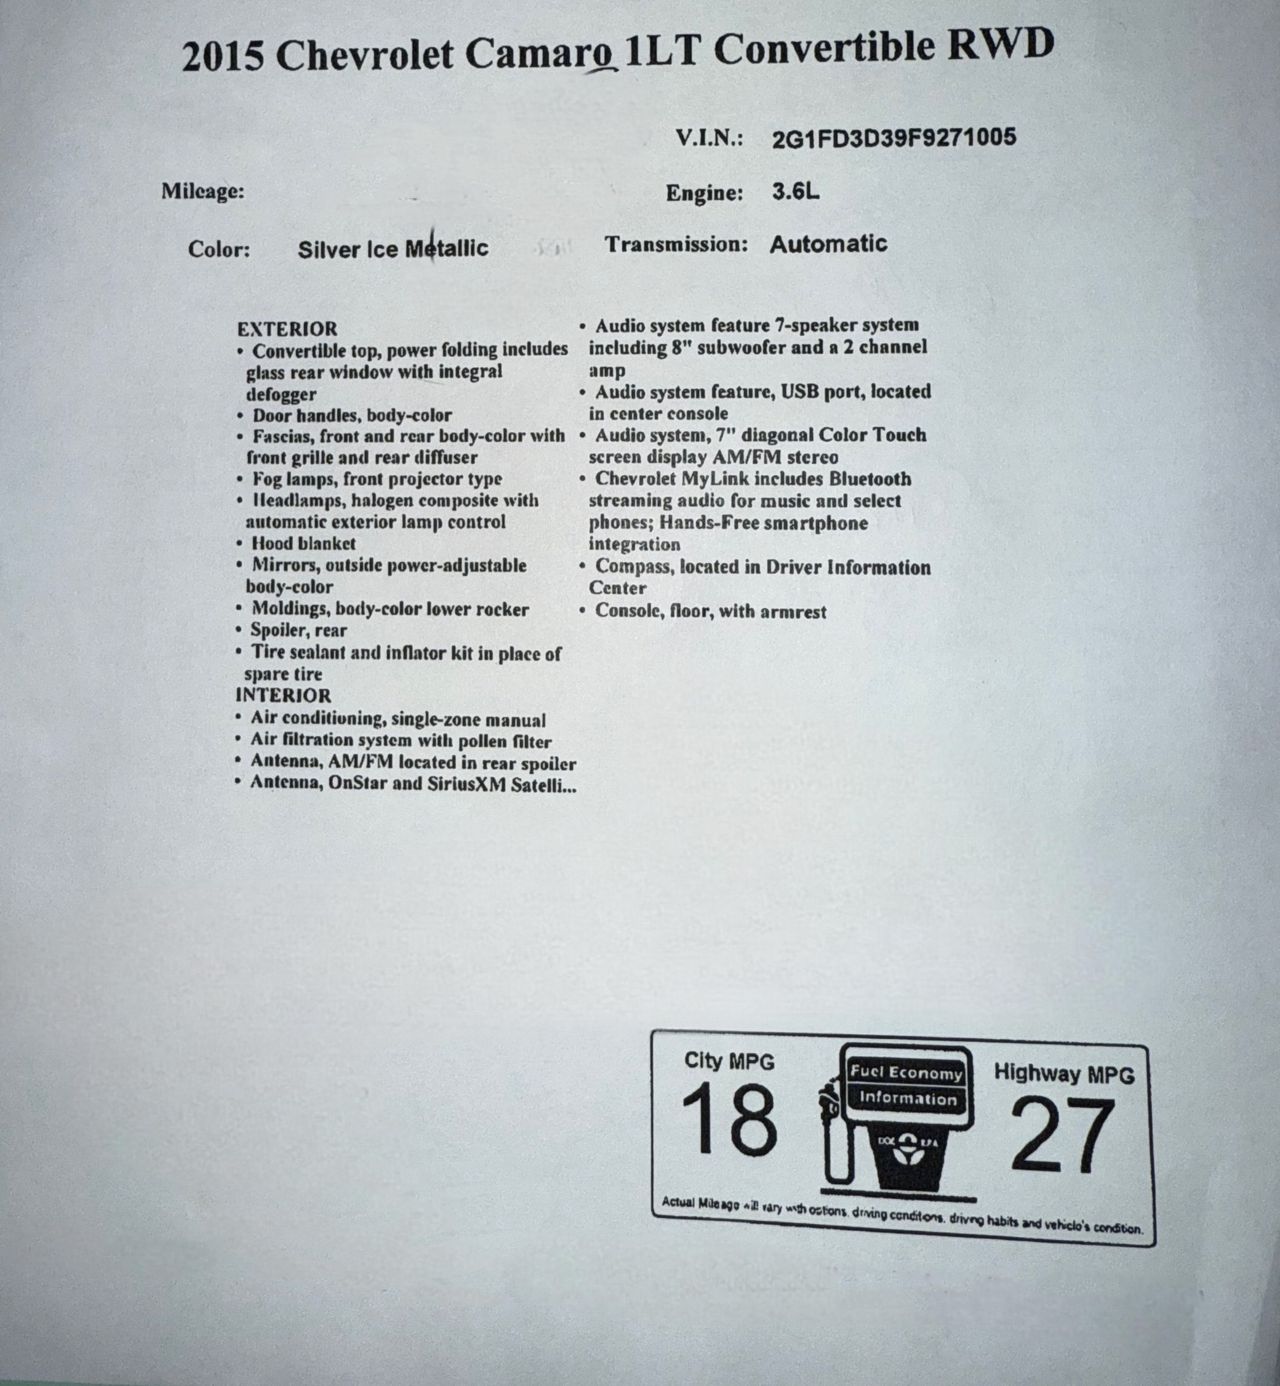 2015 Chevrolet Camaro 1LT Convertible RWD
V.I.N.: 2G1FD3D39F9271005
Mileage:
Engine: 3.6L
Color: Silver Ice Metallic
Transmission: Automatic
EXTERIOR
• Convertible top, power folding includes
glass rear window with integral
defogger
• Door handles, body-color
• Fascias, front and rear body-color with
front grille and rear diffuser
• Fog lamps, front projector type
• Headlamps, halogen composite with
automatic exterior lamp control
• Hood blanket
• Mirrors, outside power-adjustable
body-color
• Moldings, body-color lower rocker
• Spoiler, rear
• Tire sealant and inflator kit in place of
spare tire
INTERIOR
• Air conditioning, single-zone manual
• Air filtration system with pollen filter
• Antenna, AM/FM located in rear spoiler
• Antenna, OnStar and SiriusXM Satelli...
• Audio system feature 7-speaker system
including 8" subwoofer and a 2 channel
amp
• Audio system feature, USB port, located
in center console
• Audio system, 7" diagonal Color Touch
screen display AM/FM stereo
• Chevrolet MyLink includes Bluetooth
streaming audio for music and select
phones; Hands-Free smartphone
integration
• Compass, located in Driver Information
Center
• Console, floor, with armrest
City MPG
18
Fuel Economy
Information
DOE EPA
Highway MPG
27
Actual Mileage will vary with options, driving conditions, driving habits and vehicle's condition.